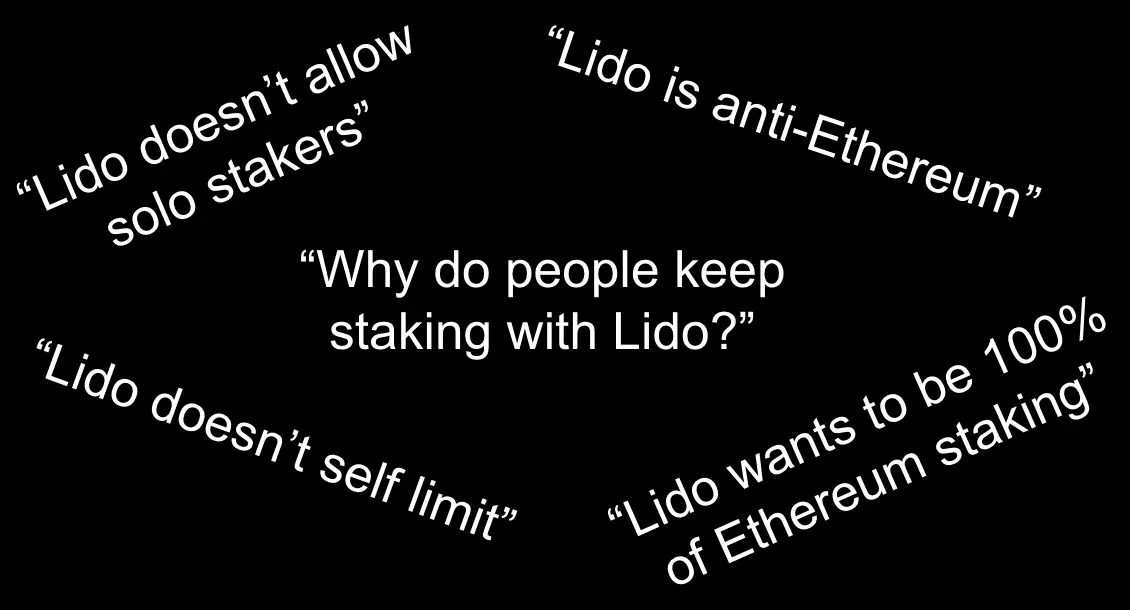 “Lido doesn’t allow
solo stakers”
“Lido is anti-Ethereum”
“Why do people keep
staking with Lido?”
“Lido doesn’t self limit”
“Lido wants to be 100%
of Ethereum staking”